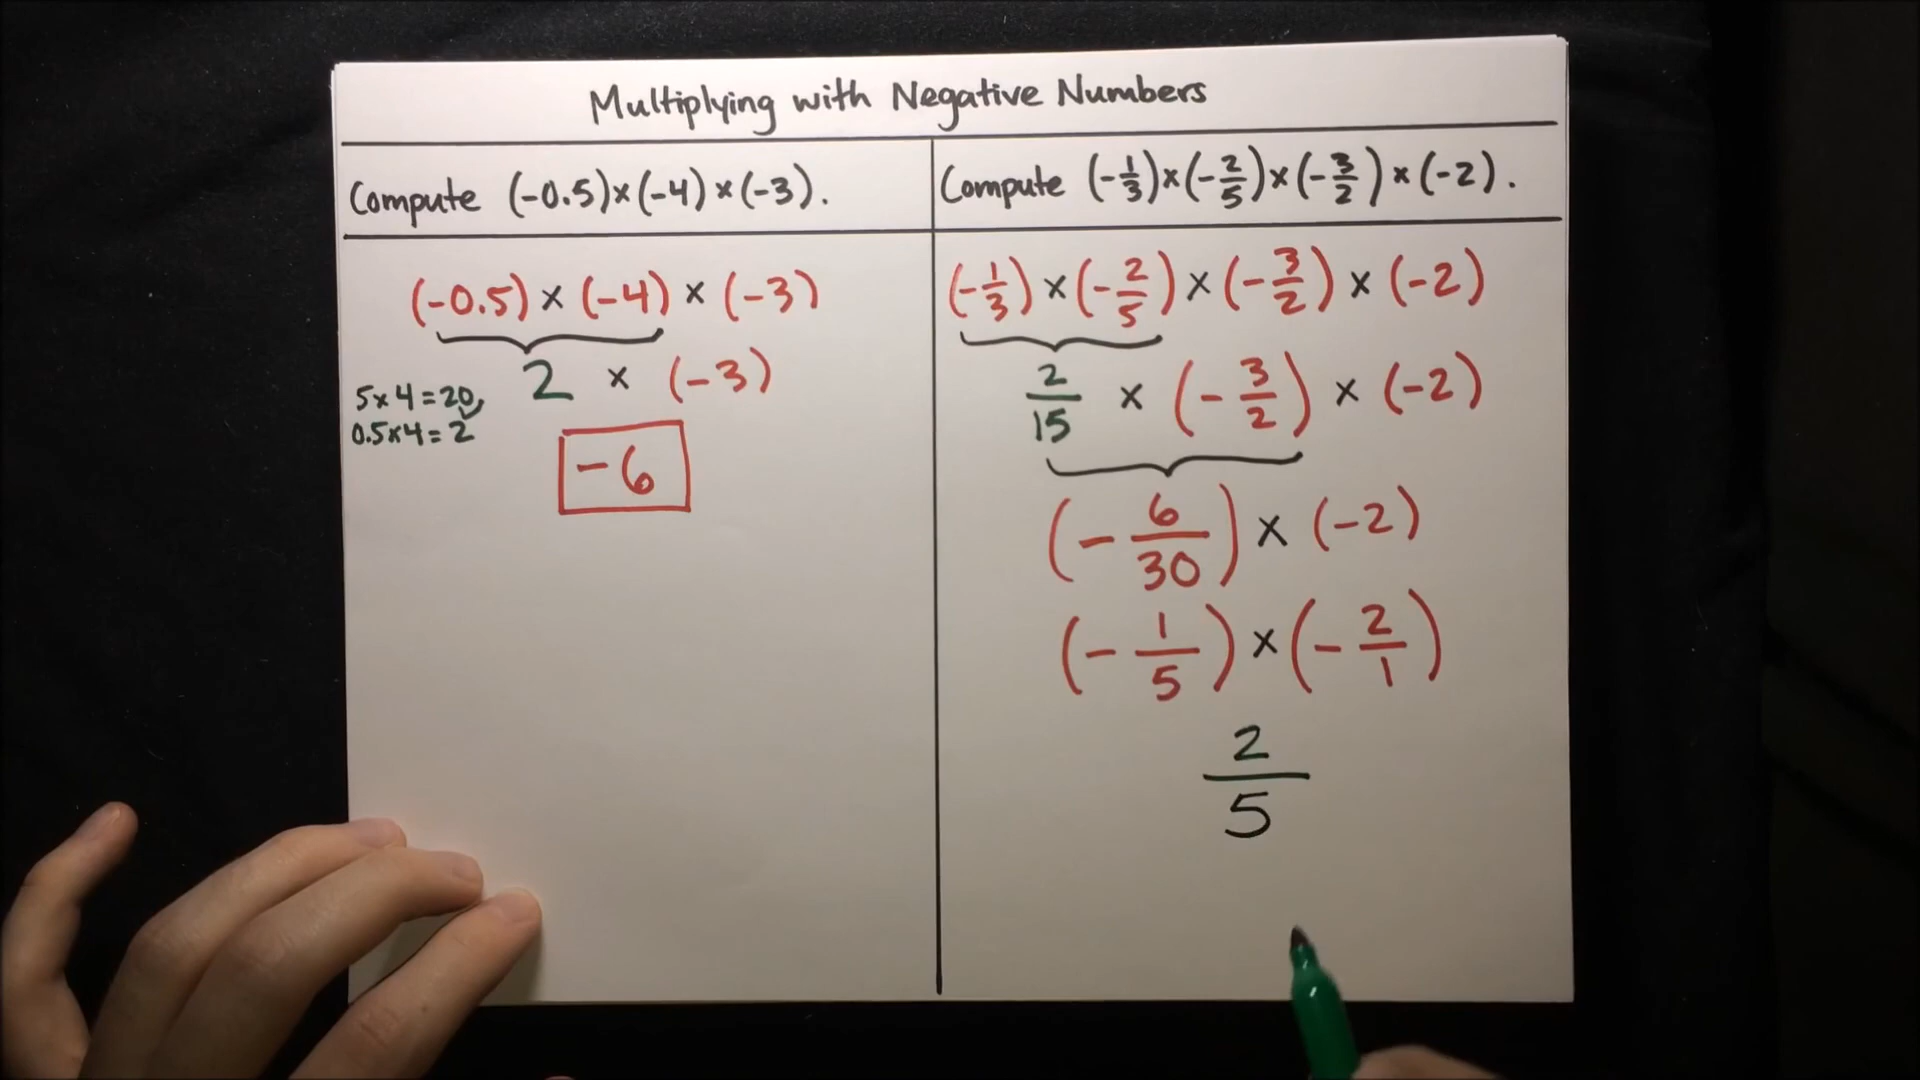 Multiplying with Negative Numbers
Compute (-0.5)×(-4)×(-3).
(-0.5) × (-4) × (-3)
2 × (-3)
5×4=20
0.5×4=2
-6
Compute (-1/3)×(-2/5)×(-3/2)×(-2).
(-1/3)×(-2/5)×(-3/2)×(-2)
2/15 × (-3/2) × (-2)
(-6/30) × (-2)
(-1/5)×(-2/1)
2/5